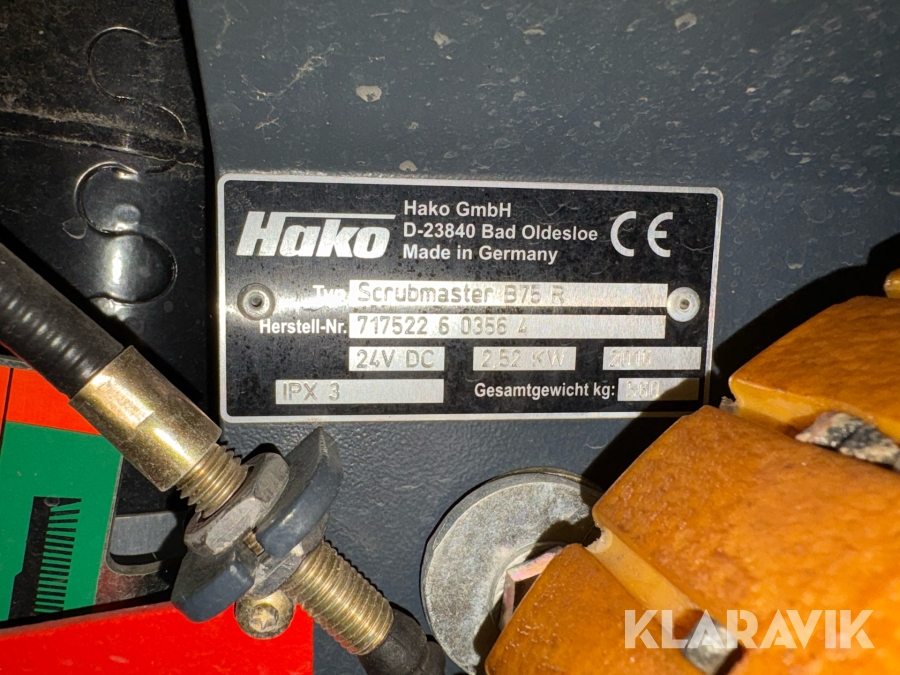 Hako
Hako GmbH
D-23840 Bad Oldesloe
Made in Germany
CE
Typ Scrubmaster B75 R
Herstell-Nr. 717522 6 0356 4
24V DC 2,52 KW
IPX 3 Gesamtgewicht kg:
KLARAVIK